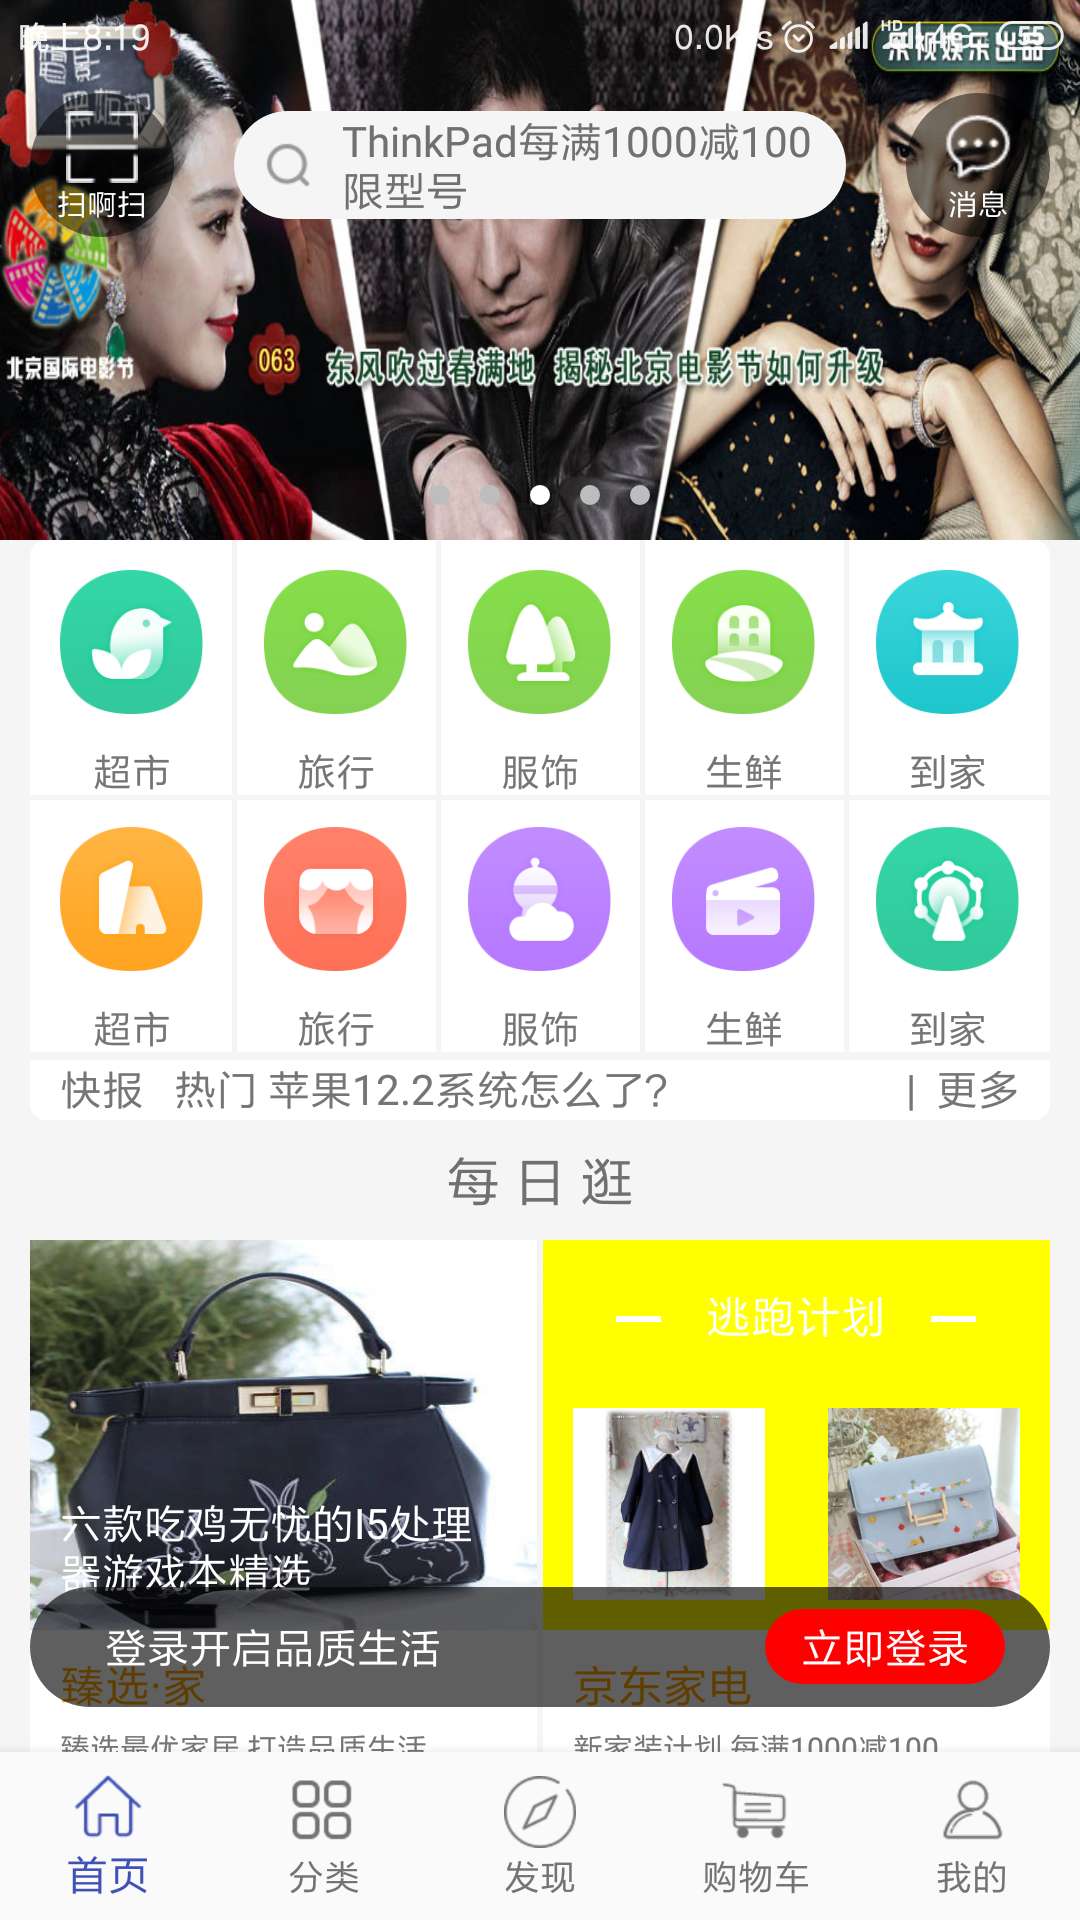 晚上8:19
0.0K/s
HD
4G
55
乐视娱乐出品
扫啊扫
ThinkPad每满1000减100
限型号
消息
北京国际电影节
063
东风吹过春满地 揭秘北京电影节如何升级
超市
旅行
服饰
生鲜
到家
超市
旅行
服饰
生鲜
到家
快报 热门 苹果12.2系统怎么了?
| 更多
每 日 逛
六款吃鸡无忧的I5处理
器游戏本精选
逃跑计划
登录开启品质生活
立即登录
臻选·家
京东家电
臻选最优家居 打造品质生活
新家装计划 每满1000减100
首页
分类
发现
购物车
我的